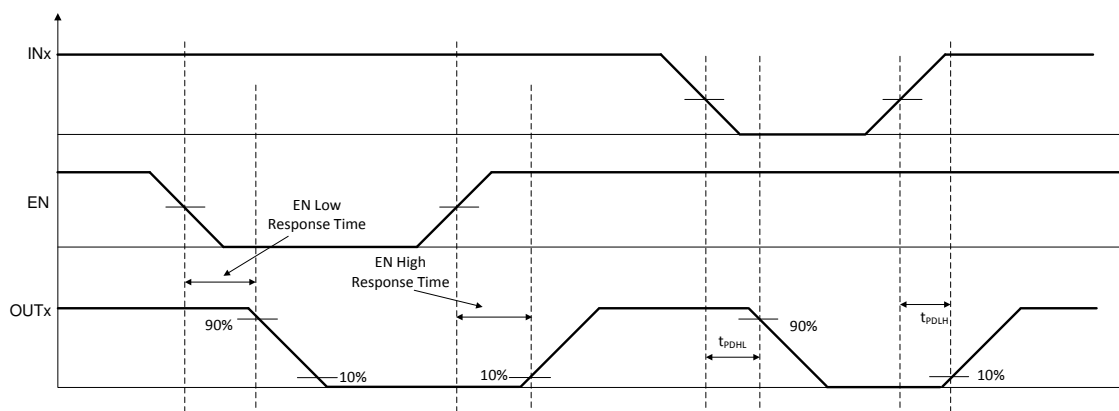 INx
EN
EN Low
Response Time
EN High
Response Time
OUTx
90%
10%
10%
tPDHL
90%
tPDLH
10%